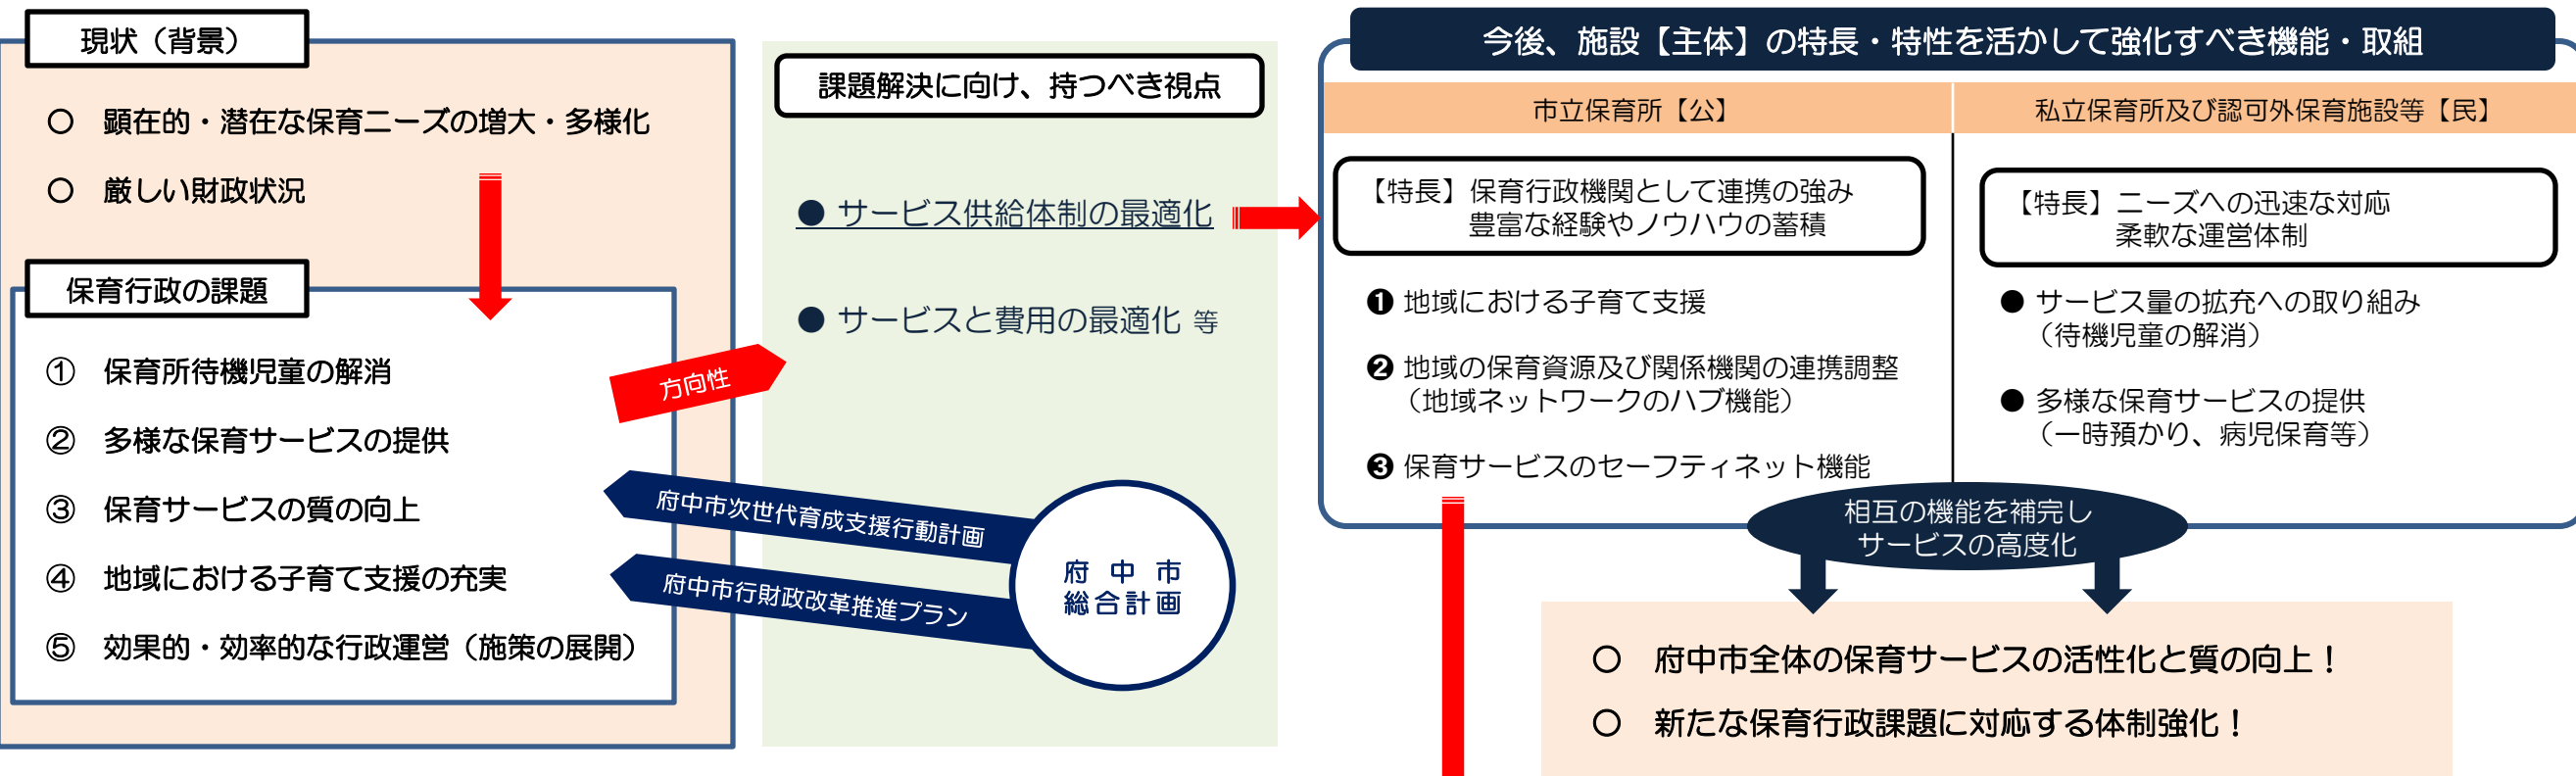 現状（背景）
〇 顕在的・潜在な保育ニーズの増大・多様化
〇 厳しい財政状況
保育行政の課題
① 保育所待機児童の解消
② 多様な保育サービスの提供
③ 保育サービスの質の向上
④ 地域における子育て支援の充実
⑤ 効果的・効率的な行政運営（施策の展開）
方向性
課題解決に向け、持つべき視点
● サービス供給体制の最適化
● サービスと費用の最適化 等
府中市次世代育成支援行動計画
府中市行財政改革推進プラン
府中市
総合計画
今後、施設【主体】の特長・特性を活かして強化すべき機能・取組
市立保育所【公】
【特長】保育行政機関として連携の強み
豊富な経験やノウハウの蓄積
❶ 地域における子育て支援
❷ 地域の保育資源及び関係機関の連携調整
（地域ネットワークのハブ機能）
❸ 保育サービスのセーフティネット機能
私立保育所及び認可外保育施設等【民】
【特長】ニーズへの迅速な対応
柔軟な運営体制
● サービス量の拡充への取り組み
（待機児童の解消）
● 多様な保育サービスの提供
（一時預かり、病児保育等）
相互の機能を補完し
サービスの高度化
〇 府中市全体の保育サービスの活性化と質の向上！
〇 新たな保育行政課題に対応する体制強化！